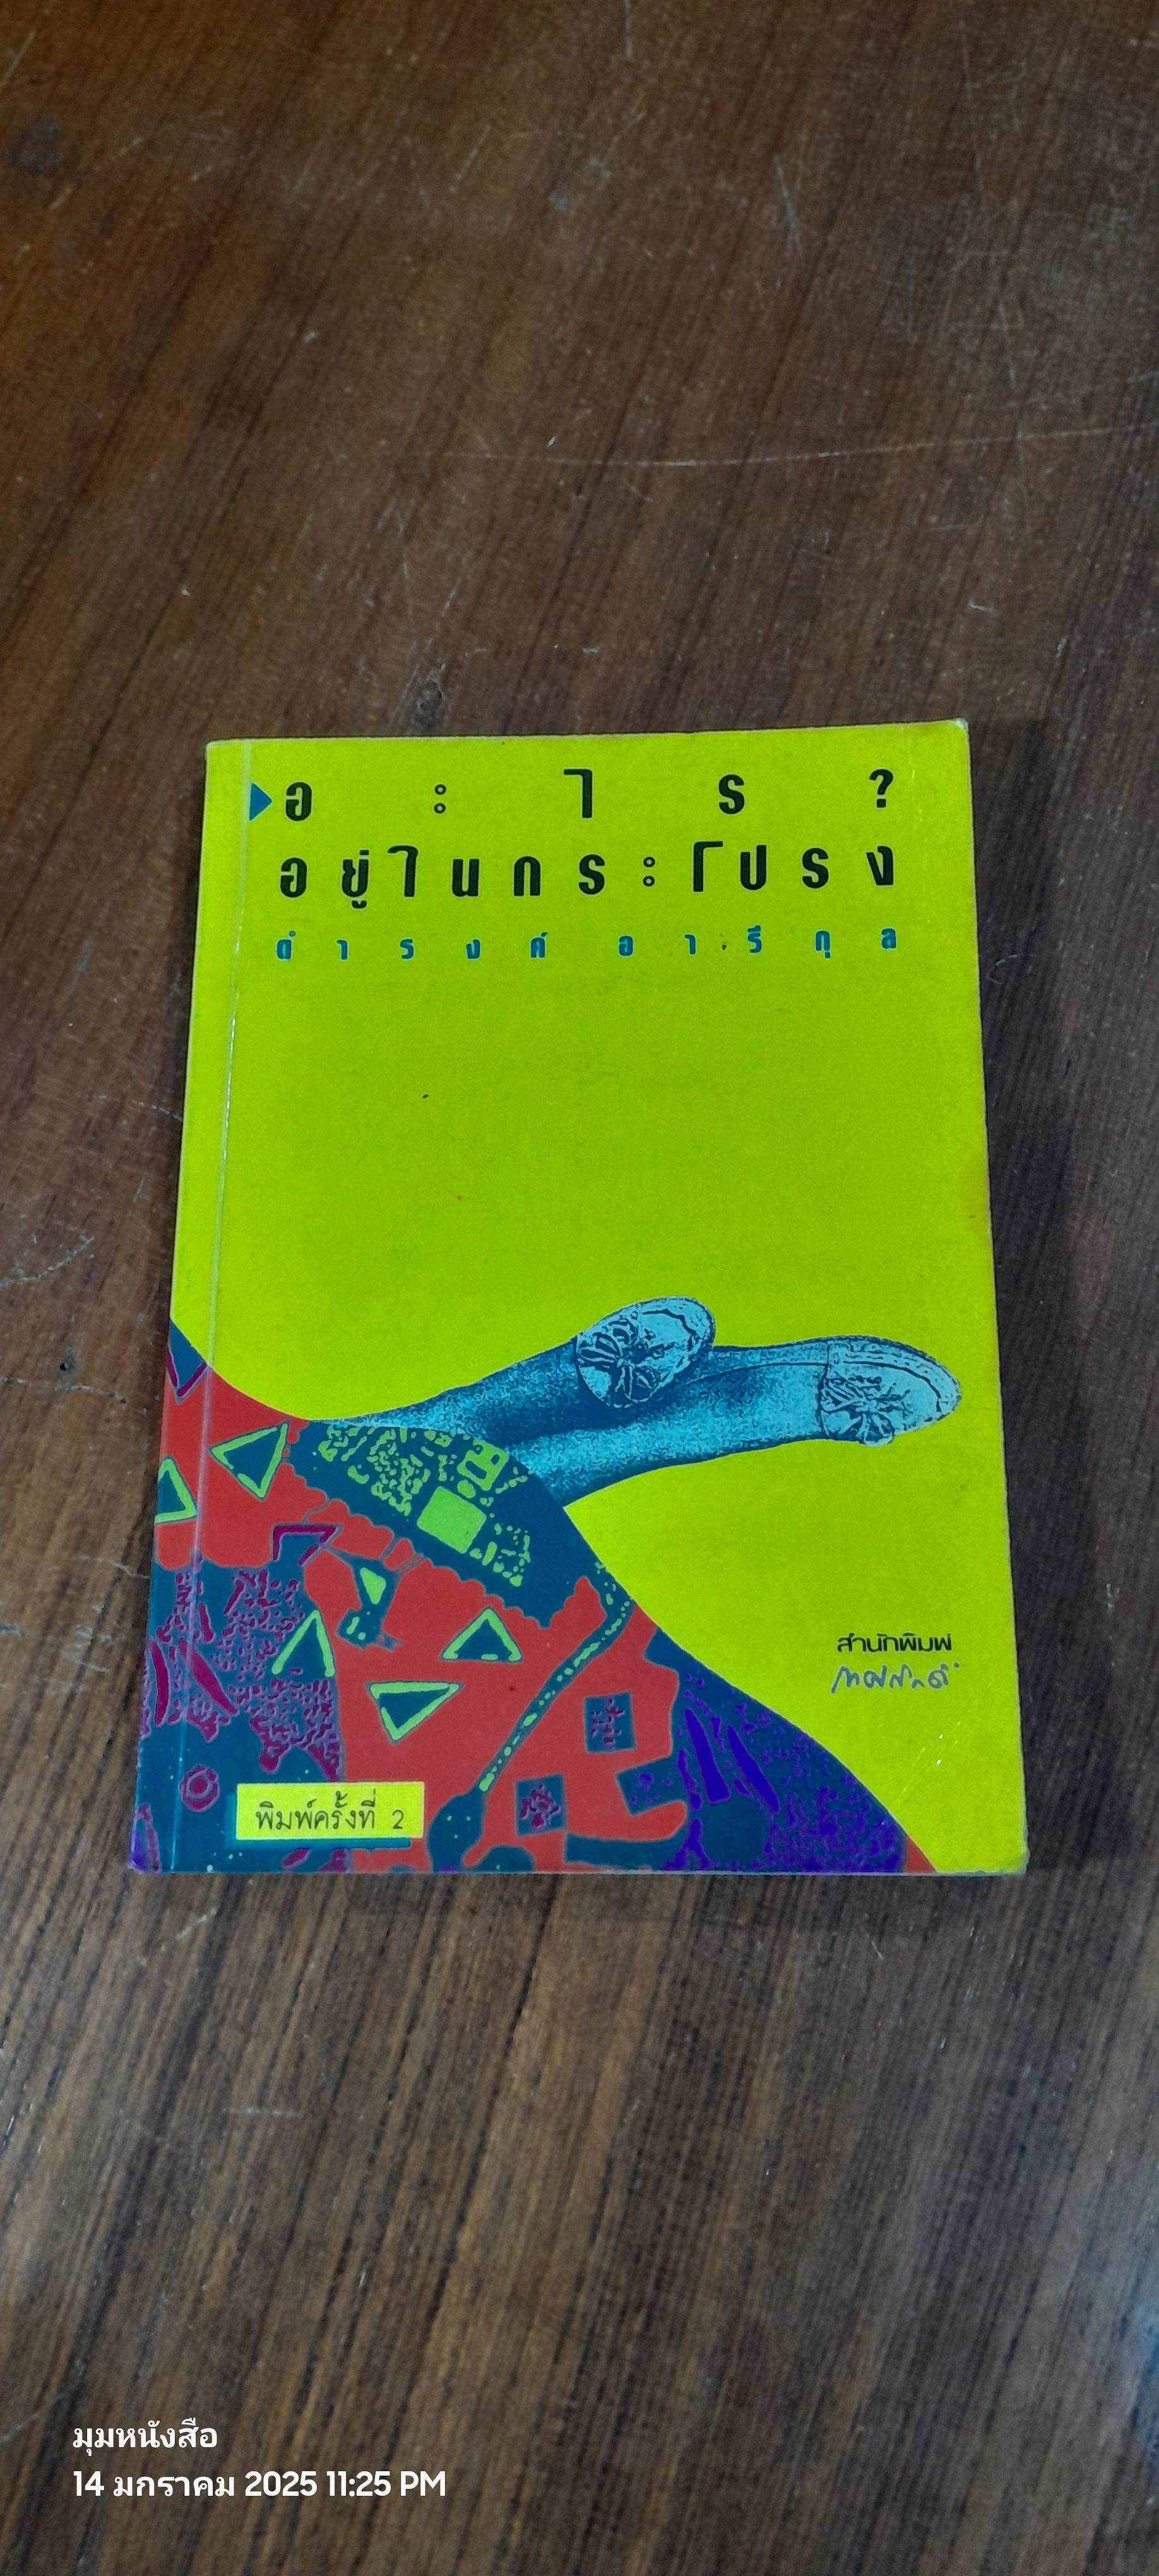 อะไร?
อยู่ในกระโปรง
ดำรงค์ อารีกุล
สำนักพิมพ์
พิมพ์ครั้งที่ 2
มุมหนังสือ
14 มกราคม 2025 11:25 PM